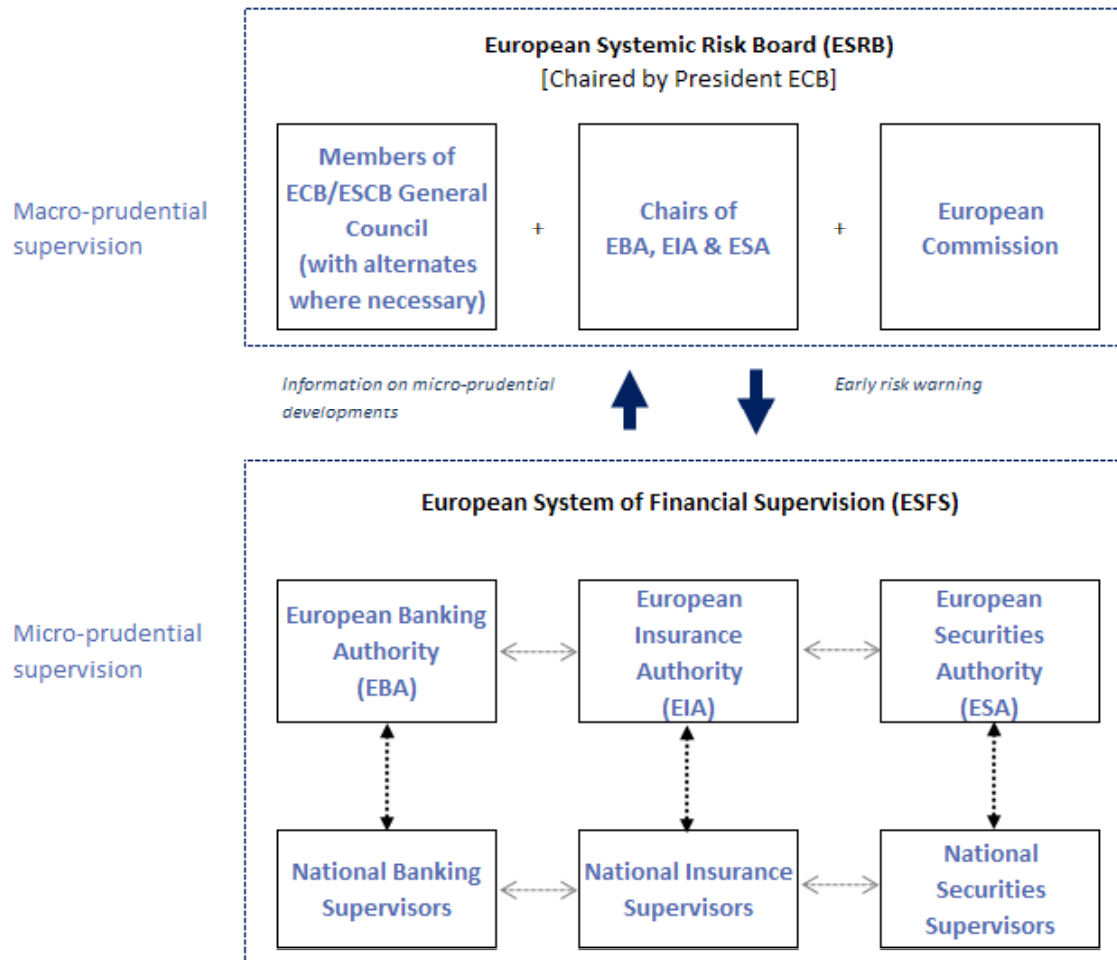 European Systemic Risk Board (ESRB)
[Chaired by President ECB]
Macro-prudential
supervision
Members of
ECB/ESCB General
Council
(with alternates
where necessary)
+
Chairs of
EBA, EIA & ESA
+
European
Commission
Information on micro-prudential
developments
Early risk warning
European System of Financial Supervision (ESFS)
Micro-prudential
supervision
European Banking
Authority
(EBA)
European
Insurance
Authority
(EIA)
European
Securities
Authority
(ESA)
National Banking
Supervisors
National Insurance
Supervisors
National
Securities
Supervisors